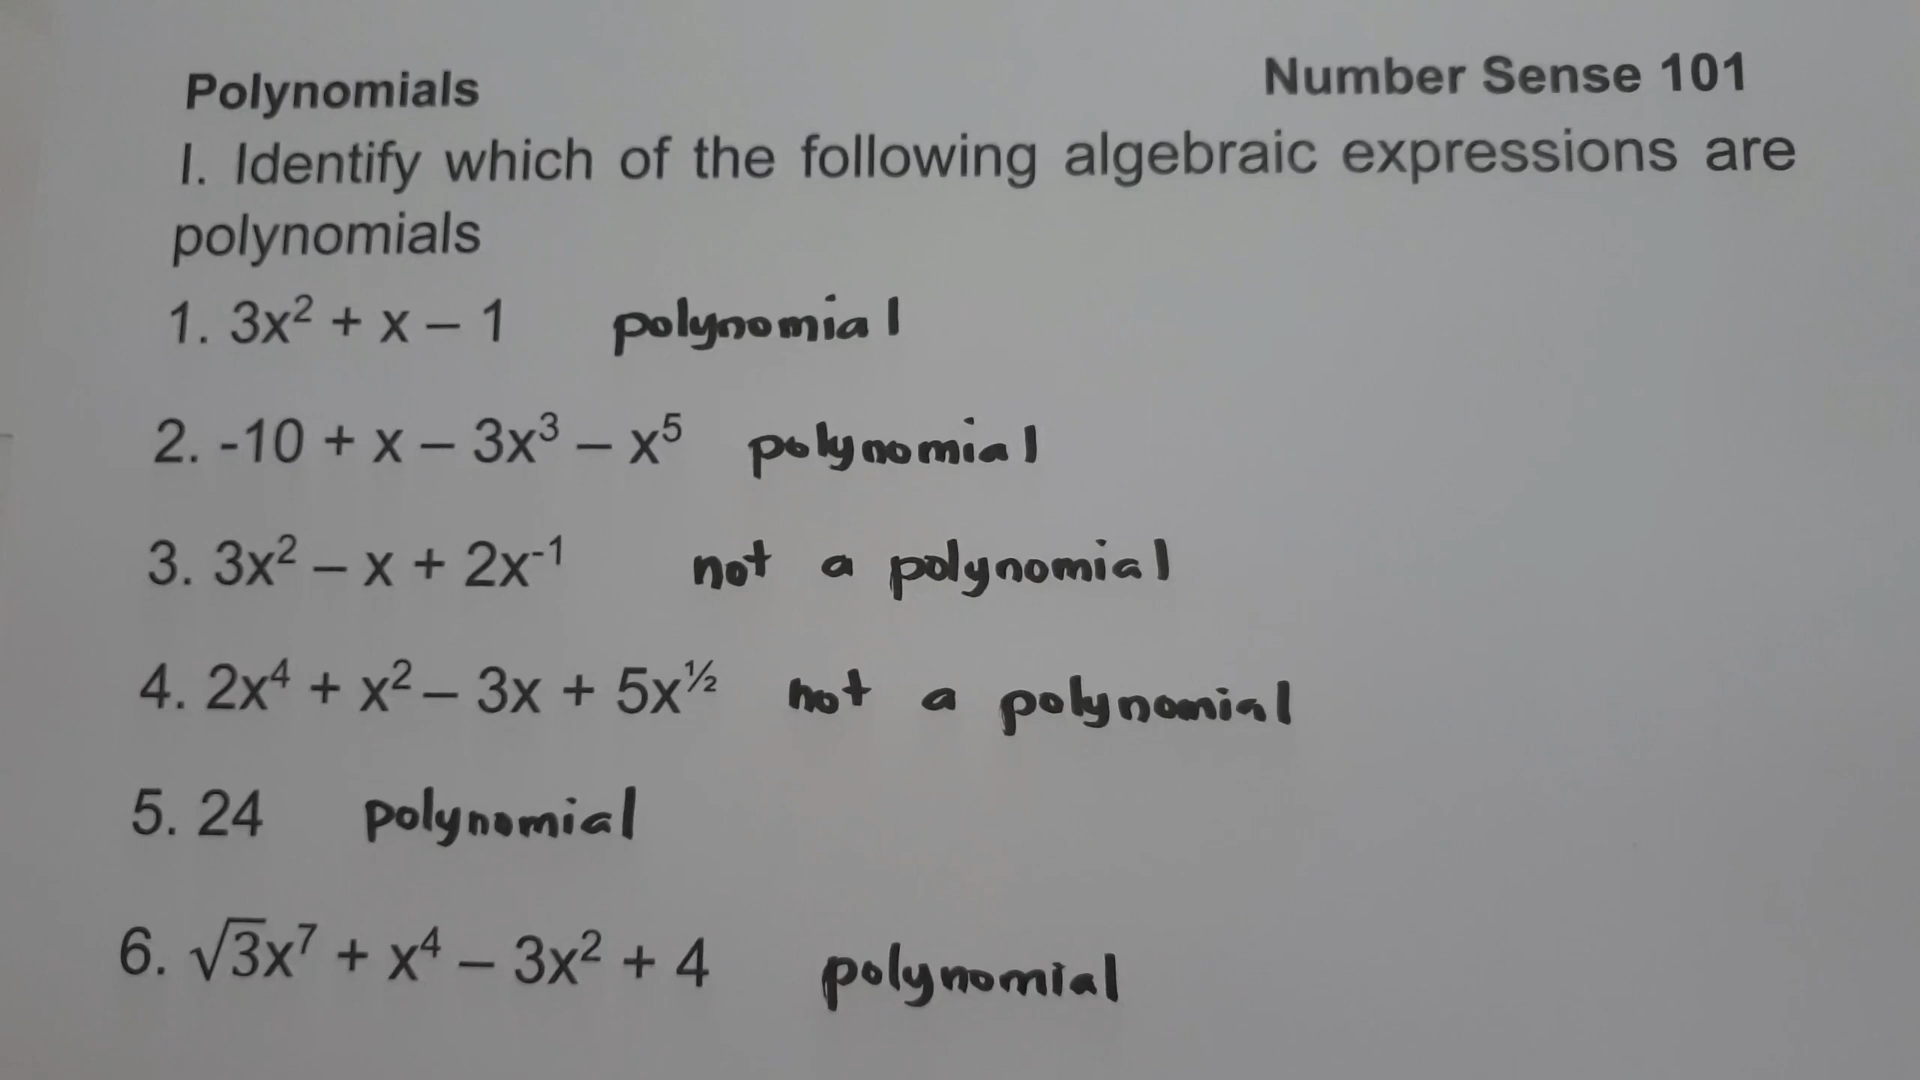 Polynomials Number Sense 101
I. Identify which of the following algebraic expressions are
polynomials
1. 3x² + x – 1 polynomial
2. -10 + x – 3x³ – x⁵ polynomial
3. 3x² – x + 2x⁻¹ not a polynomial
4. 2x⁴ + x² – 3x + 5x^½ not a polynomial
5. 24 polynomial
6. √3x⁷ + x⁴ – 3x² + 4 polynomial